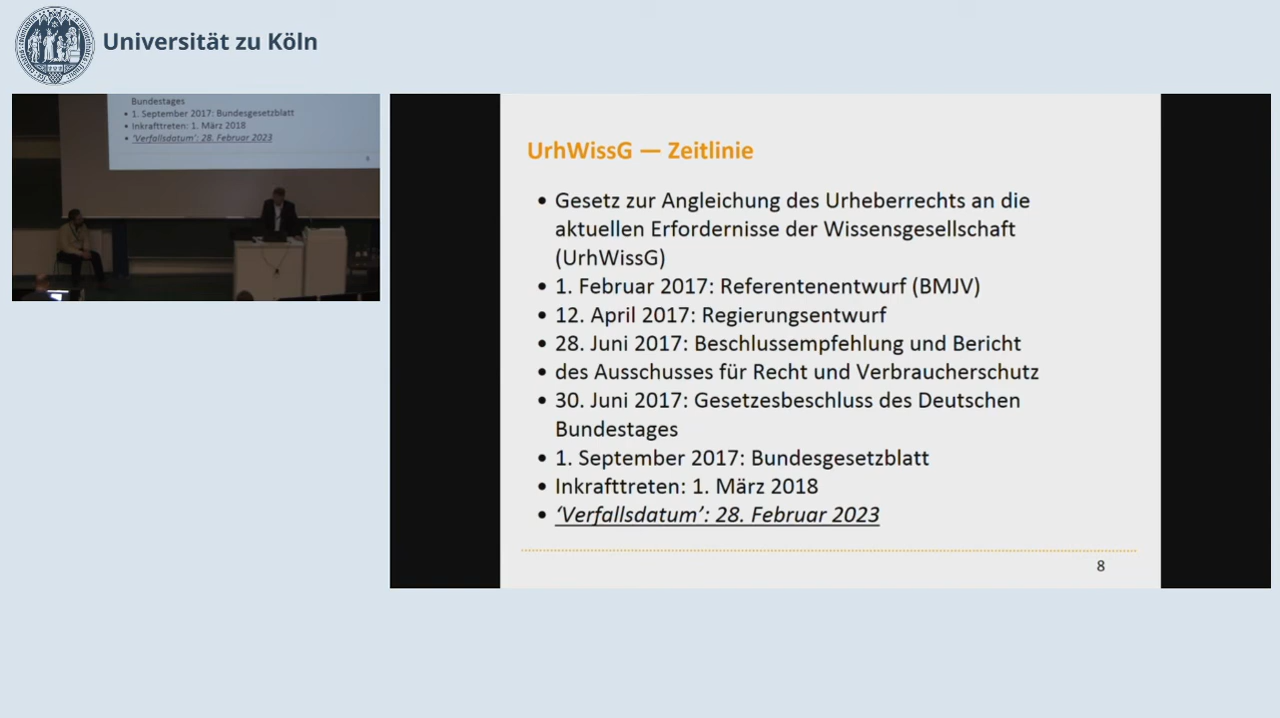 Universität zu Köln
Bundestages
• 1. September 2017: Bundesgesetzblatt
• Inkrafttreten: 1. März 2018
• ‘Verfallsdatum’: 28. Februar 2023
8
UrhWissG — Zeitlinie
• Gesetz zur Angleichung des Urheberrechts an die
aktuellen Erfordernisse der Wissensgesellschaft
(UrhWissG)
• 1. Februar 2017: Referentenentwurf (BMJV)
• 12. April 2017: Regierungsentwurf
• 28. Juni 2017: Beschlussempfehlung und Bericht
• des Ausschusses für Recht und Verbraucherschutz
• 30. Juni 2017: Gesetzesbeschluss des Deutschen
Bundestages
• 1. September 2017: Bundesgesetzblatt
• Inkrafttreten: 1. März 2018
• ‘Verfallsdatum’: 28. Februar 2023
8